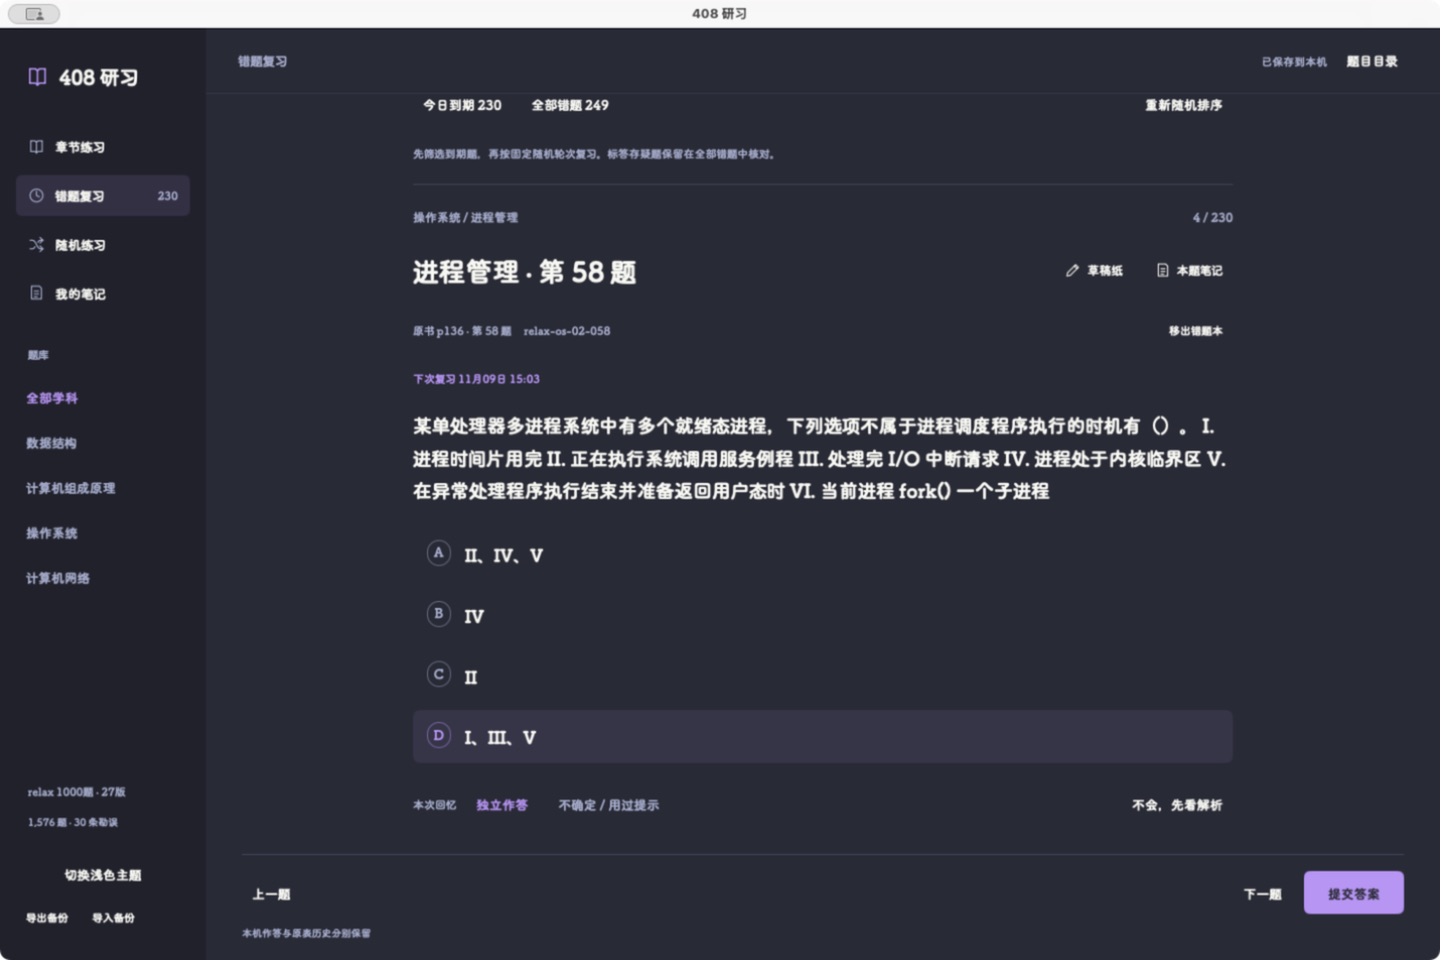 408 研习
408 研习
章节练习
错题复习 230
随机练习
我的笔记
题库
全部学科
数据结构
计算机组成原理
操作系统
计算机网络
relax 1000题 · 27版
1,576 题 · 30 条勘误
切换浅色主题
导出备份 导入备份
错题复习 已保存到本机 题目目录
今日到期 230 全部错题 249 重新随机排序
先筛选到期题，再按固定随机轮次复习。标答存疑题保留在全部错题中核对。
操作系统 / 进程管理 4 / 230
进程管理 · 第 58 题 草稿纸 本题笔记
原书 p136 · 第 58 题 relax-os-02-058 移出错题本
下次复习 11月09日 15:03
某单处理器多进程系统中有多个就绪态进程，下列选项不属于进程调度程序执行的时机有（）。 I.
进程时间片用完 II. 正在执行系统调用服务例程 III. 处理完 I/O 中断请求 IV. 进程处于内核临界区 V.
在异常处理程序执行结束并准备返回用户态时 VI. 当前进程 fork() 一个子进程
A II、IV、V
B IV
C II
D I、III、V
本次回忆 独立作答 不确定 / 用过提示 不会，先看解析
上一题 下一题 提交答案
本机作答与原表历史分别保留